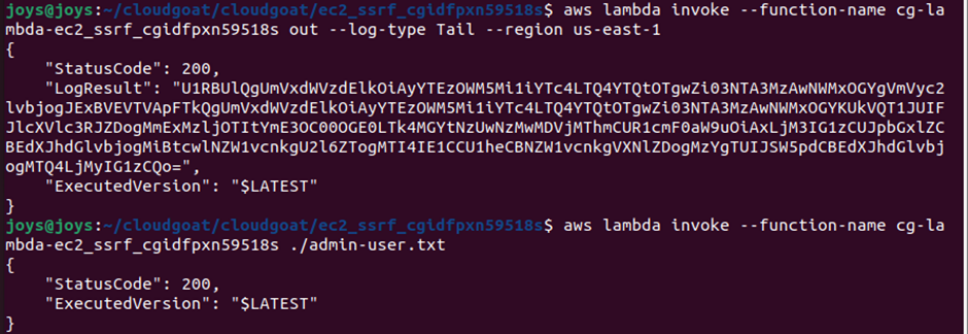 joys@joys:~/cloudgoat/cloudgoat/ec2_ssrf_cgidfpxn59518s$ aws lambda invoke --function-name cg-la
mbda-ec2_ssrf_cgidfpxn59518s out --log-type Tail --region us-east-1
{
    "StatusCode": 200,
    "LogResult": "U1RBUlQgUmVxdWVzdElkOiAyYTEzOWM5Mi1iYTc4LTQ4YTQtOTgwZi03NTA3MzAwNWMxOGYgVmVyc2
lvbjogJExBVEVTVApFTkQgUmVxdWVzdElkOiAyYTEzOWM5Mi1iYTc4LTQ4YTQtOTgwZi03NTA3MzAwNWMxOGYKUkVQT1JUIF
JlcXVlc3RJZDogMmExMzljOTItYmE3OC00OGE0LTk4MGYtNzUwNzMwMDVjMThmCUR1cmF0aW9uOiAxLjM3IG1zCUJpbGxlZC
BEdXJhdGlvbjogMiBtcwlNZW1vcnkgU2l6ZTogMTI4IE1CCU1heCBNZW1vcnkgVXNlZDogMzYgTUIJSW5pdCBEdXJhdGlvbj
ogMTQ4LjMyIG1zCQo=",
    "ExecutedVersion": "$LATEST"
}
joys@joys:~/cloudgoat/cloudgoat/ec2_ssrf_cgidfpxn59518s$ aws lambda invoke --function-name cg-la
mbda-ec2_ssrf_cgidfpxn59518s ./admin-user.txt
{
    "StatusCode": 200,
    "ExecutedVersion": "$LATEST"
}